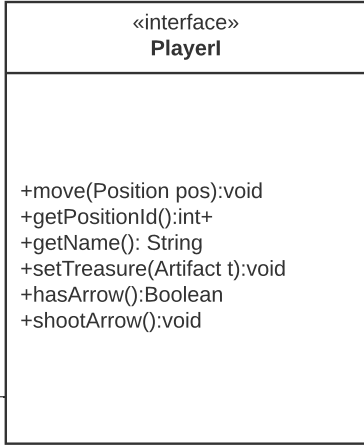 «interface»
PlayerI
+move(Position pos):void
+getPositionId():int+
+getName(): String
+setTreasure(Artifact t):void
+hasArrow():Boolean
+shootArrow():void